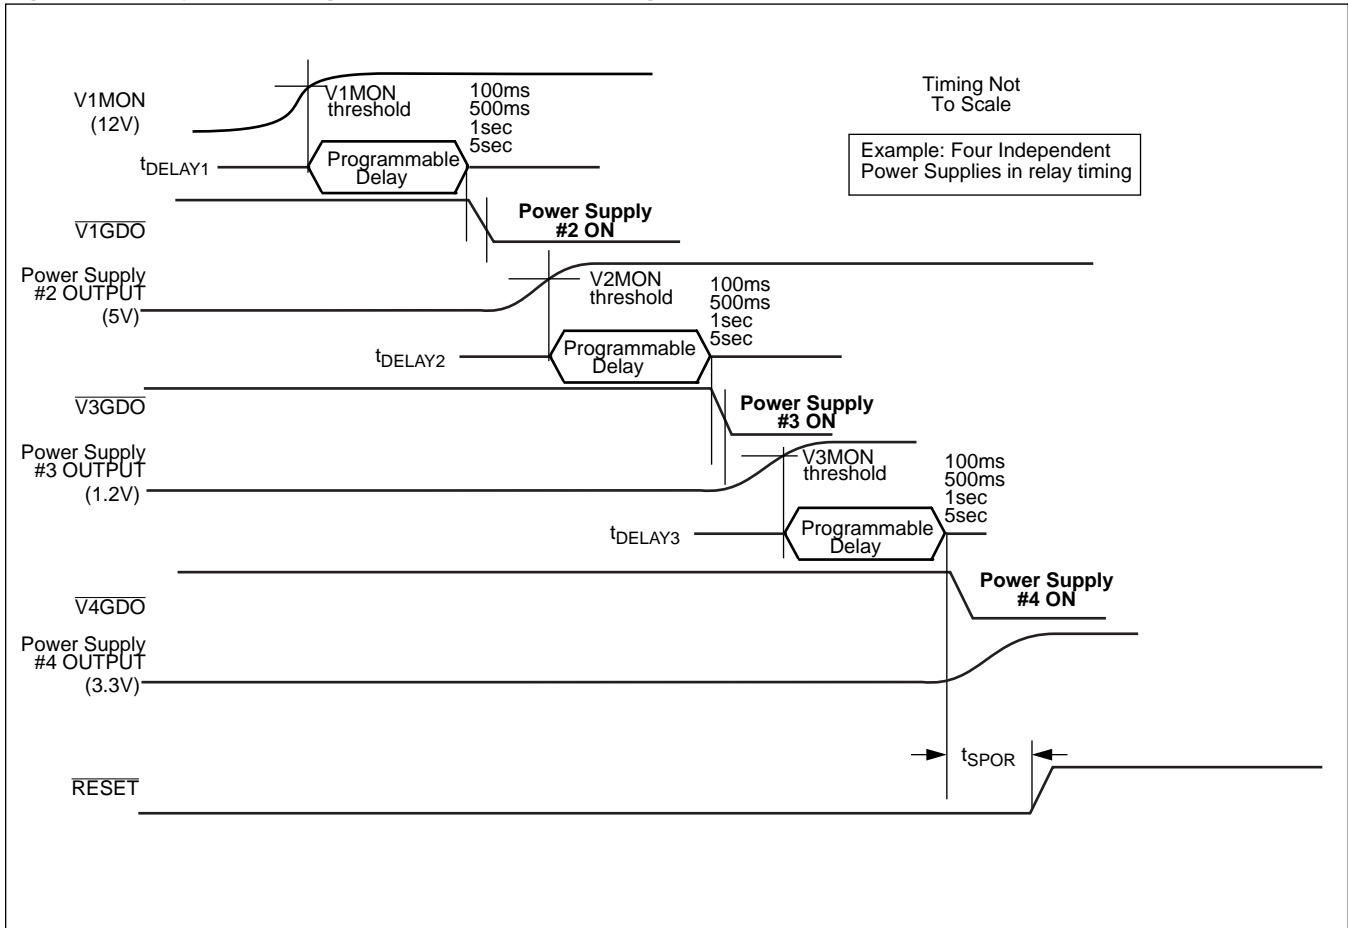 Timing Not
To Scale
Example: Four Independent
Power Supplies in relay timing
V1MON
(12V)
V1MON
threshold
100ms
500ms
1sec
5sec
tDELAY1
Programmable
Delay
V1GDO
Power Supply
#2 ON
Power Supply
#2 OUTPUT
(5V)
V2MON
threshold
100ms
500ms
1sec
5sec
tDELAY2
Programmable
Delay
V3GDO
Power Supply
#3 ON
Power Supply
#3 OUTPUT
(1.2V)
V3MON
threshold
100ms
500ms
1sec
5sec
tDELAY3
Programmable
Delay
V4GDO
Power Supply
#4 ON
Power Supply
#4 OUTPUT
(3.3V)
tSPOR
RESET